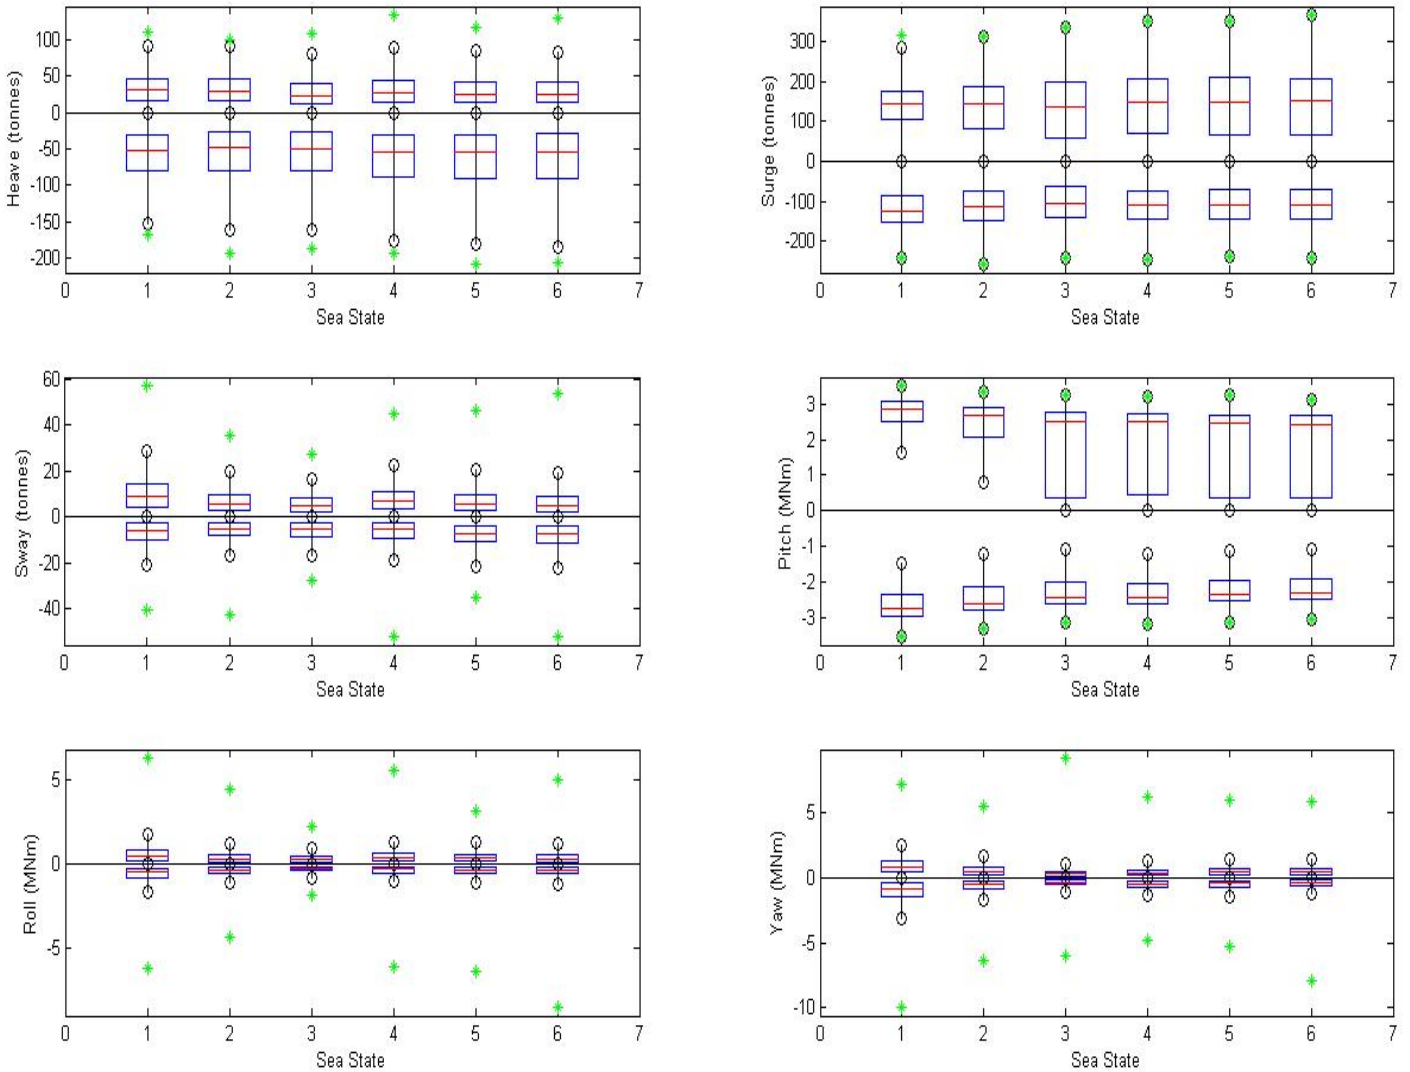 Heave (tonnes)
100
50
0
-50
-100
-150
-200
0 1 2 3 4 5 6 7
Sea State
Surge (tonnes)
300
200
100
0
-100
-200
0 1 2 3 4 5 6 7
Sea State
Sway (tonnes)
60
40
20
0
-20
-40
0 1 2 3 4 5 6 7
Sea State
Pitch (MNm)
3
2
1
0
-1
-2
-3
0 1 2 3 4 5 6 7
Sea State
Roll (MNm)
5
0
-5
0 1 2 3 4 5 6 7
Sea State
Yaw (MNm)
5
0
-5
-10
0 1 2 3 4 5 6 7
Sea State